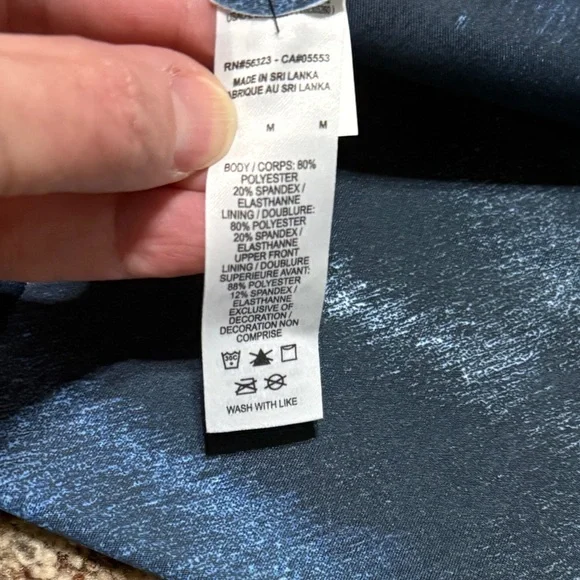 RN#56323 - CA#05553
MADE IN SRI LANKA
ABRIQUE AU SRI LANKA
M M
BODY / CORPS: 80%
POLYESTER
20% SPANDEX /
ELASTHANNE
LINING / DOUBLURE:
80% POLYESTER
20% SPANDEX /
ELASTHANNE
UPPER FRONT
LINING / DOUBLURE
SUPERIEURE AVANT:
88% POLYESTER
12% SPANDEX /
ELASTHANNE
EXCLUSIVE OF
DECORATION /
DECORATION NON
COMPRISE
30C
WASH WITH LIKE